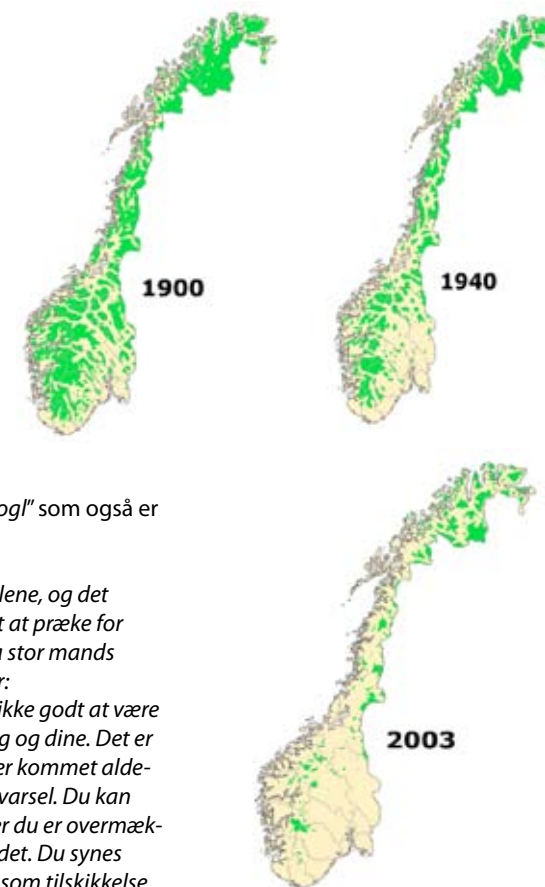 1900
1940
ogl" som også er
lene, og det
t at præke for
stor mands
r:
ikke godt at være
g og dine. Det er
er kommet alde-
varsel. Du kan
er du er overmæk-
det. Du synes
som tilskikkelse
2003